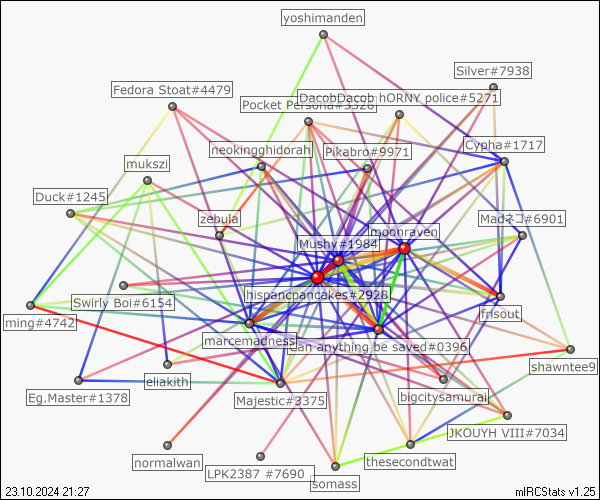 yoshimanden
Silver#7938
Fedora Stoat#4479
DacobDacob hORNY police#5271
Pocket Persona#5326
neokingghidorah
Pikabro#9971
Cypha#1717
mukszi
Duck#1245
zebula
Madネコ#6901
moonraven
Mushy#1984
hispancpancakes#2928
Swirly Boi#6154
frisout
ming#4742
marcemadness
Can anything be saved#0396
shawntee9
eliakith
Eg.Master#1378
Majestic#3375
bigcitysamurai
JKOUYH VIII#7034
normalwan
LPK2387 #7690
thesecondtwat
somass
23.10.2024 21:27
mIRCStats v1.25